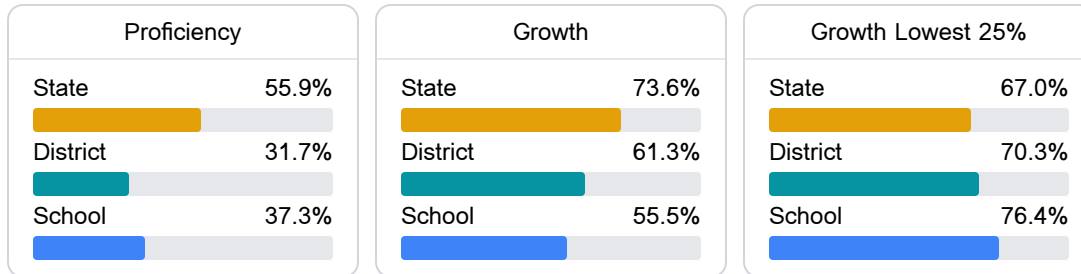 Proficiency
State 55.9%
District 31.7%
School 37.3%
Growth
State 73.6%
District 61.3%
School 55.5%
Growth Lowest 25%
State 67.0%
District 70.3%
School 76.4%